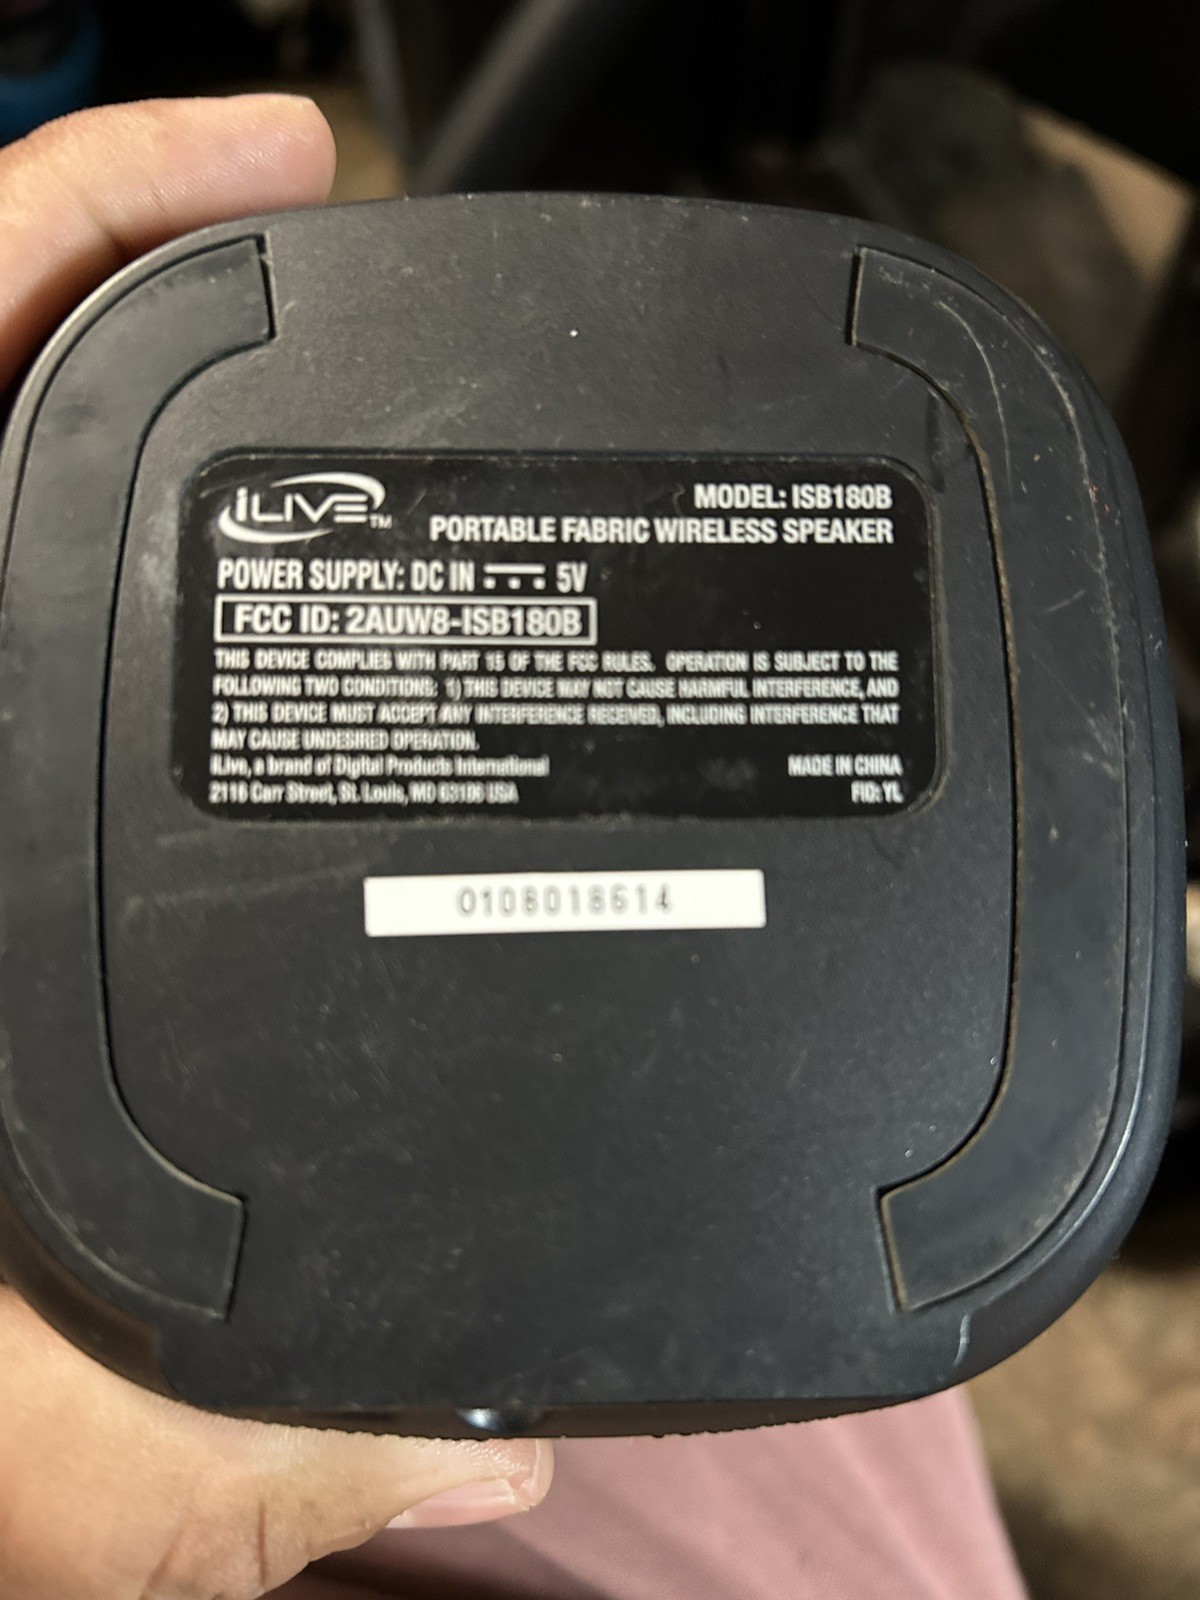 iLIVE™
MODEL: ISB180B
PORTABLE FABRIC WIRELESS SPEAKER
POWER SUPPLY: DC IN ⎓ 5V
FCC ID: 2AUW8-ISB180B
THIS DEVICE COMPLIES WITH PART 15 OF THE FCC RULES. OPERATION IS SUBJECT TO THE
FOLLOWING TWO CONDITIONS: 1) THIS DEVICE MAY NOT CAUSE HARMFUL INTERFERENCE, AND
2) THIS DEVICE MUST ACCEPT ANY INTERFERENCE RECEIVED, INCLUDING INTERFERENCE THAT
MAY CAUSE UNDESIRED OPERATION.
iLive, a brand of Digital Products International
MADE IN CHINA
2116 Carr Street, St. Louis, MO 63106 USA
FID: YL
0108018614